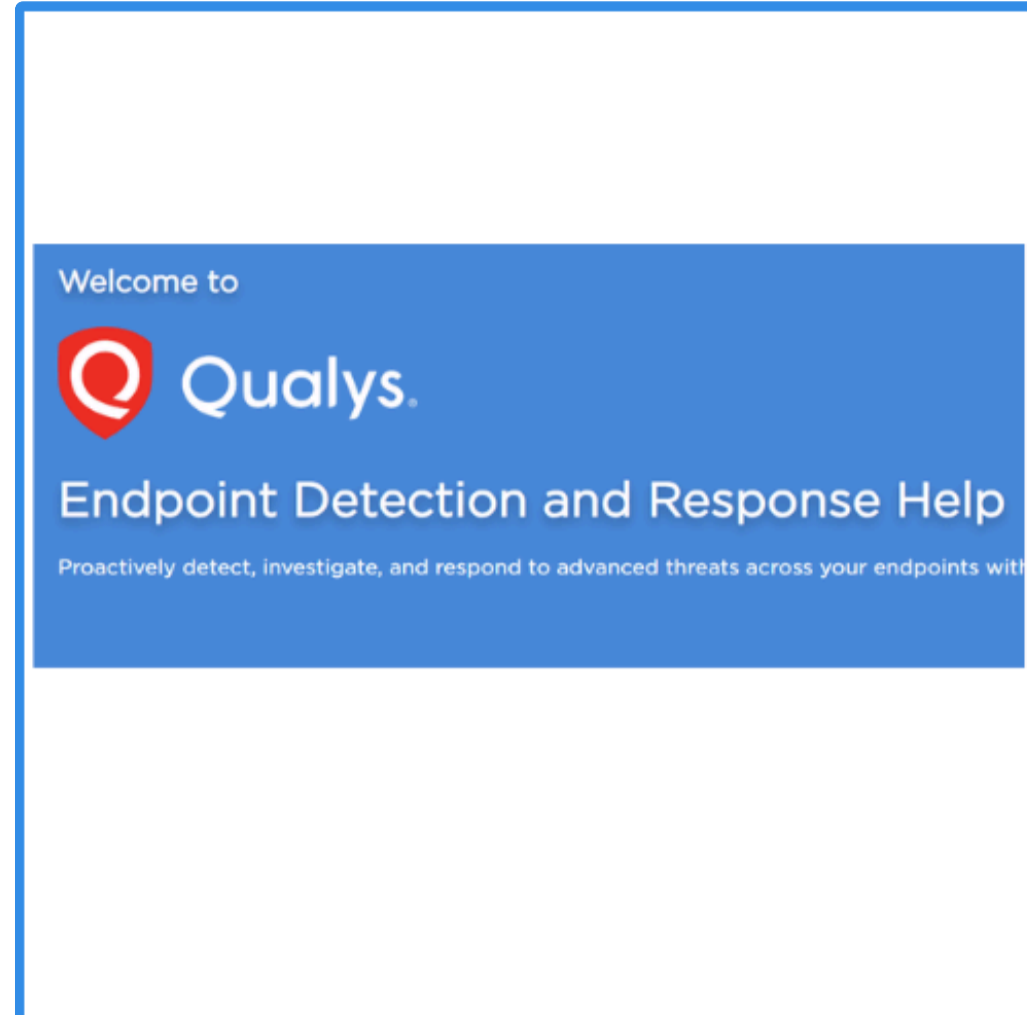 Welcome to
Qualys.
Endpoint Detection and Response Help
Proactively detect, investigate, and respond to advanced threats across your endpoints with